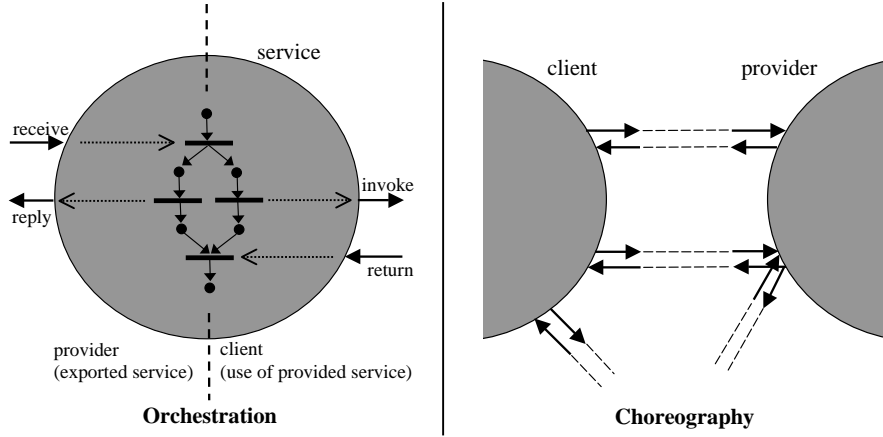 service
receive
reply
invoke
return
provider
(exported service)
client
(use of provided service)
Orchestration
client
provider
Choreography